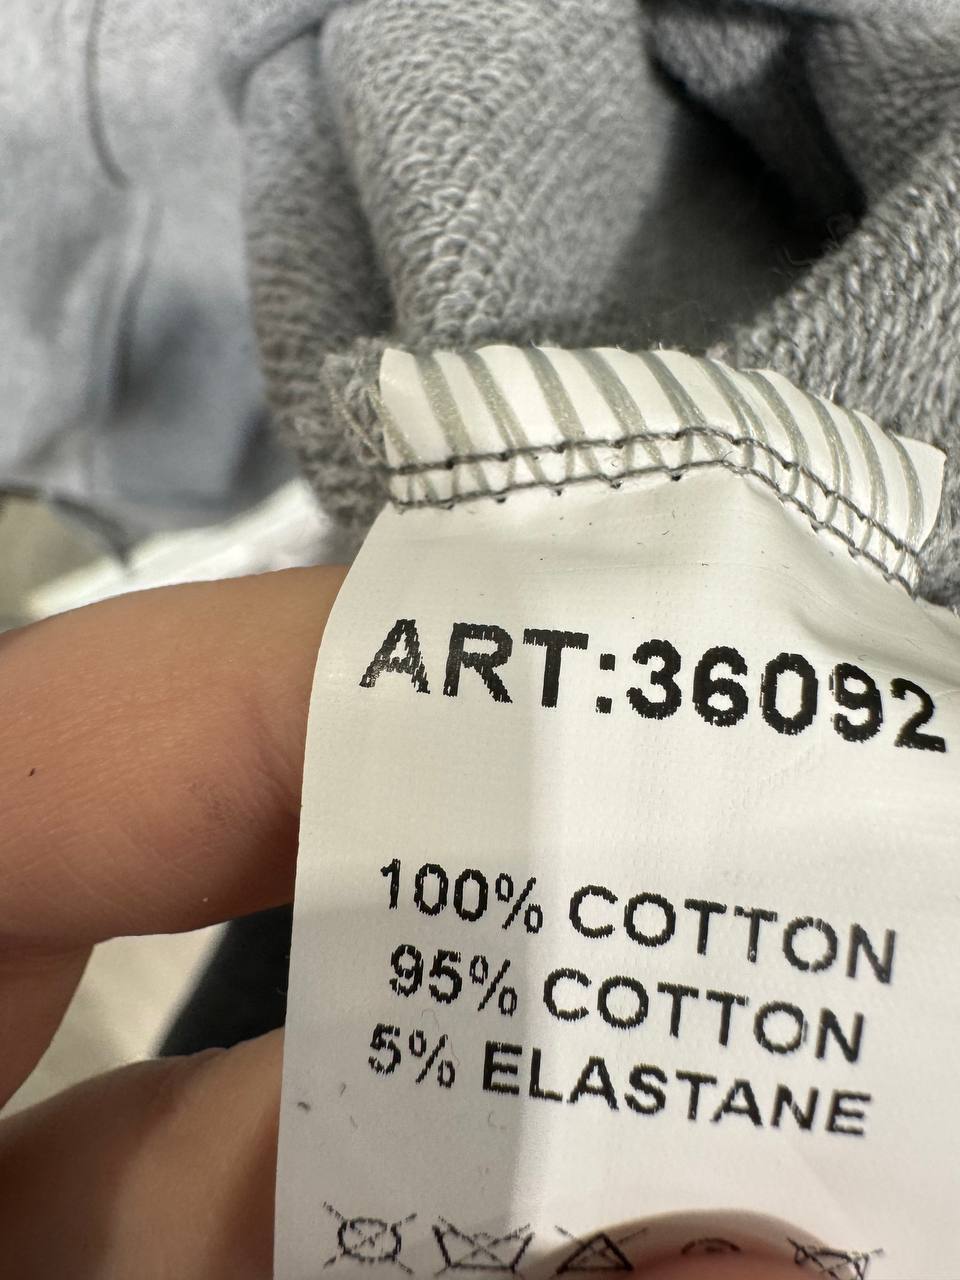 ART:36092
100% COTTON
95% COTTON
5% ELASTANE